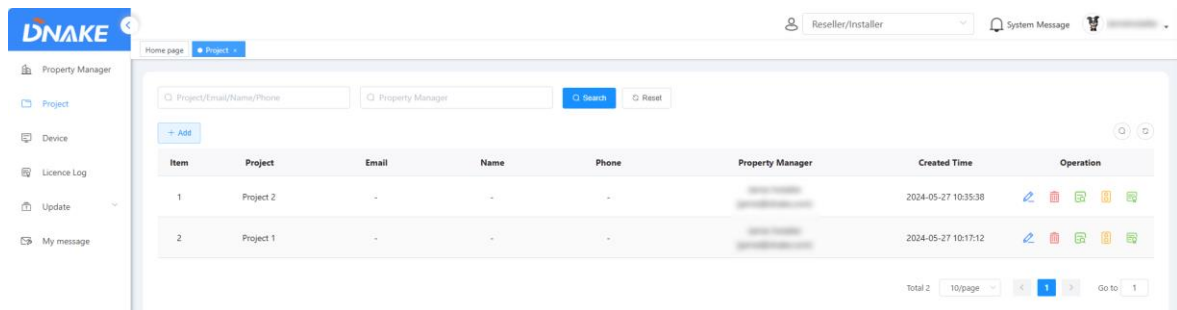 DNAKE
Reseller/Installer
System Message
Home page
Project ×
Property Manager
Project
Device
Licence Log
Update
My message
Project/Email/Name/Phone
Property Manager
Search
Reset
+ Add
Item Project Email Name Phone Property Manager Created Time Operation
1 Project 2 - - - 2024-05-27 10:35:38
2 Project 1 - - - 2024-05-27 10:17:12
Total 2 10/page < 1 > Go to 1